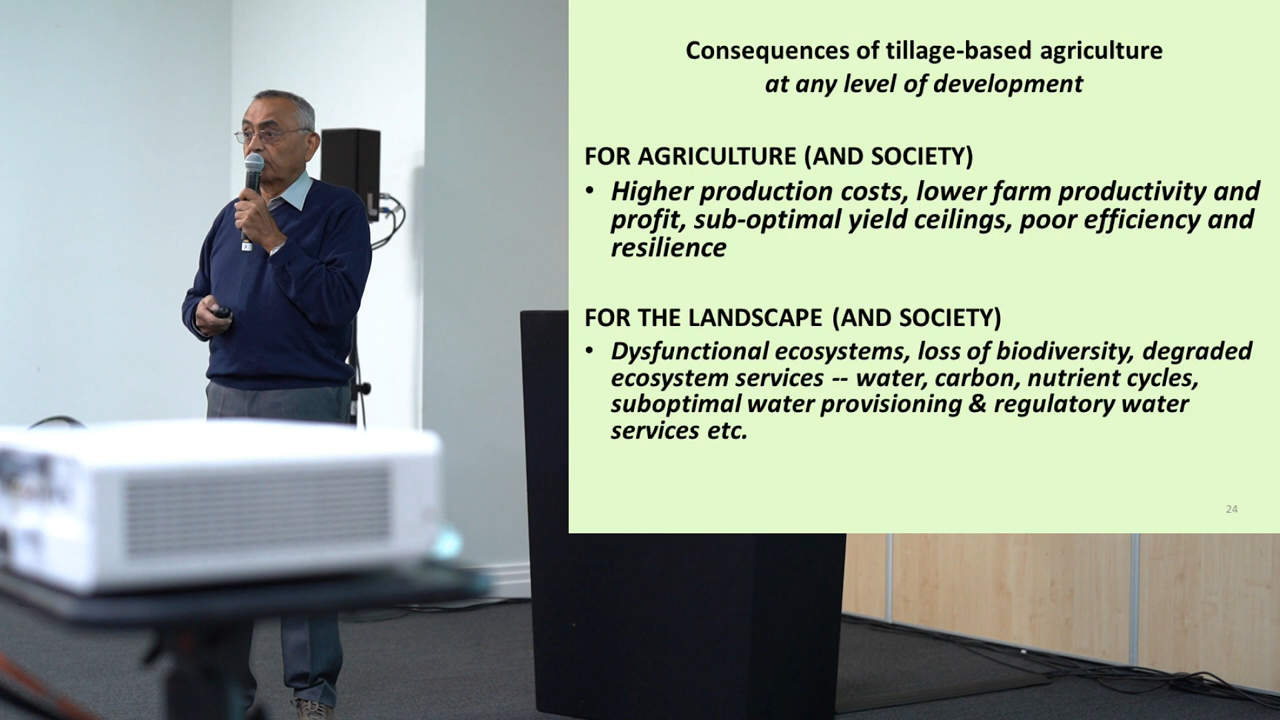 Consequences of tillage-based agriculture
at any level of development
FOR AGRICULTURE (AND SOCIETY)
• Higher production costs, lower farm productivity and
profit, sub-optimal yield ceilings, poor efficiency and
resilience
FOR THE LANDSCAPE (AND SOCIETY)
• Dysfunctional ecosystems, loss of biodiversity, degraded
ecosystem services -- water, carbon, nutrient cycles,
suboptimal water provisioning & regulatory water
services etc.
24